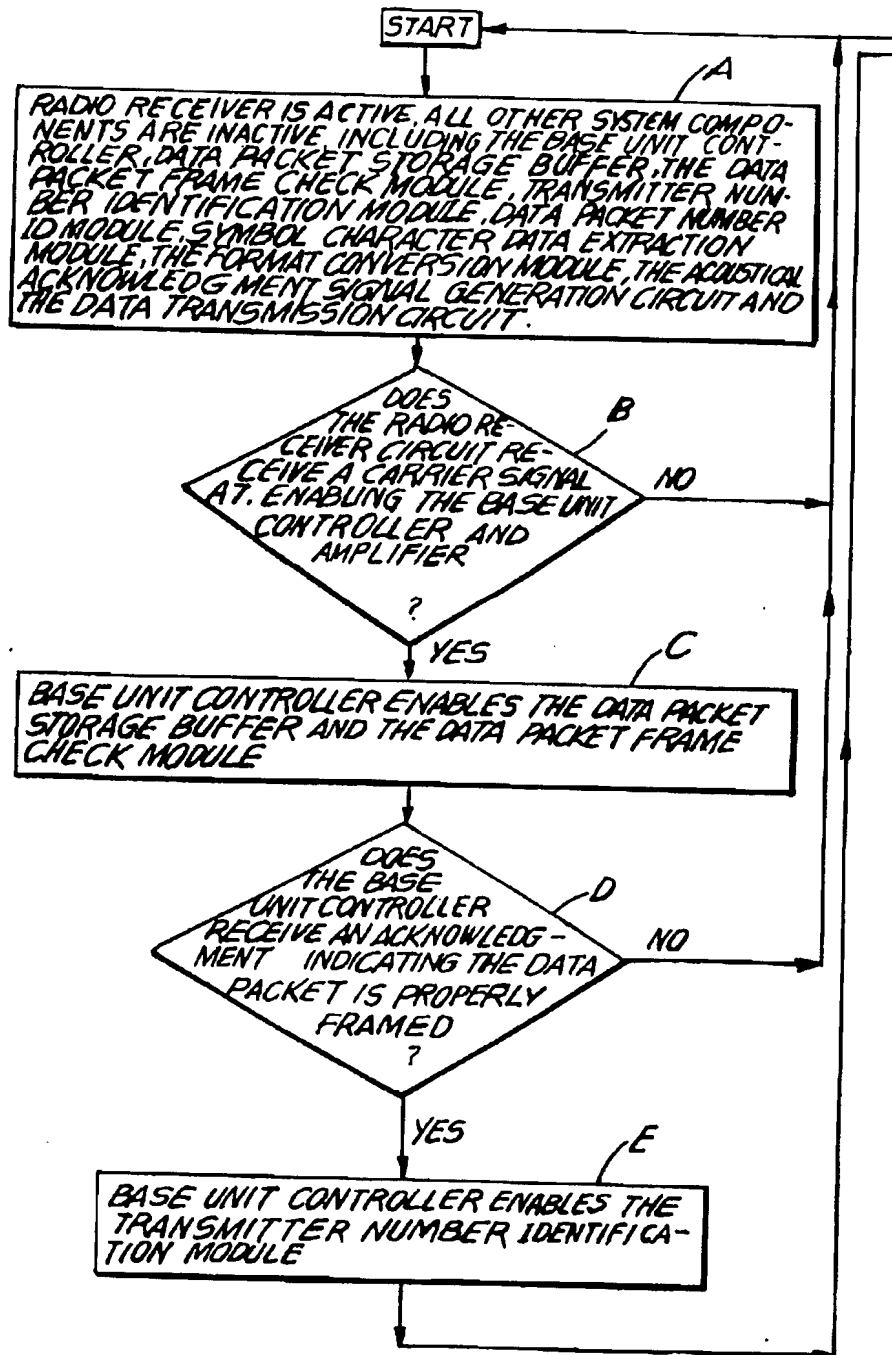 START
A
RADIO RECEIVER IS ACTIVE, ALL OTHER SYSTEM COMPO-
NENTS ARE INACTIVE INCLUDING THE BASE UNIT CONT-
ROLLER, DATA PACKET STORAGE BUFFER, THE DATA
PACKET FRAME CHECK MODULE, TRANSMITTER NUM-
BER IDENTIFICATION MODULE, DATA PACKET NUMBER
ID MODULE, SYMBOL CHARACTER DATA EXTRACTION
MODULE, THE FORMAT CONVERSION MODULE, THE ACOUSTICAL
ACKNOWLEDG MENT SIGNAL GENERATION CIRCUIT AND
THE DATA TRANSMISSION CIRCUIT.
B
DOES
THE RADIO RE-
CEIVER CIRCUIT RE-
CEIVE A CARRIER SIGNAL
AT. ENABLING THE BASE UNIT
CONTROLLER AND
AMPLIFIER
?
NO
YES
C
BASE UNIT CONTROLLER ENABLES THE DATA PACKET
STORAGE BUFFER AND THE DATA PACKET FRAME
CHECK MODULE
D
DOES
THE BASE
UNIT CONTROLLER
RECEIVE AN ACKNOWLEDG-
MENT INDICATING THE DATA
PACKET IS PROPERLY
FRAMED
?
NO
YES
E
BASE UNIT CONTROLLER ENABLES THE
TRANSMITTER NUMBER IDENTIFICA-
TION MODULE